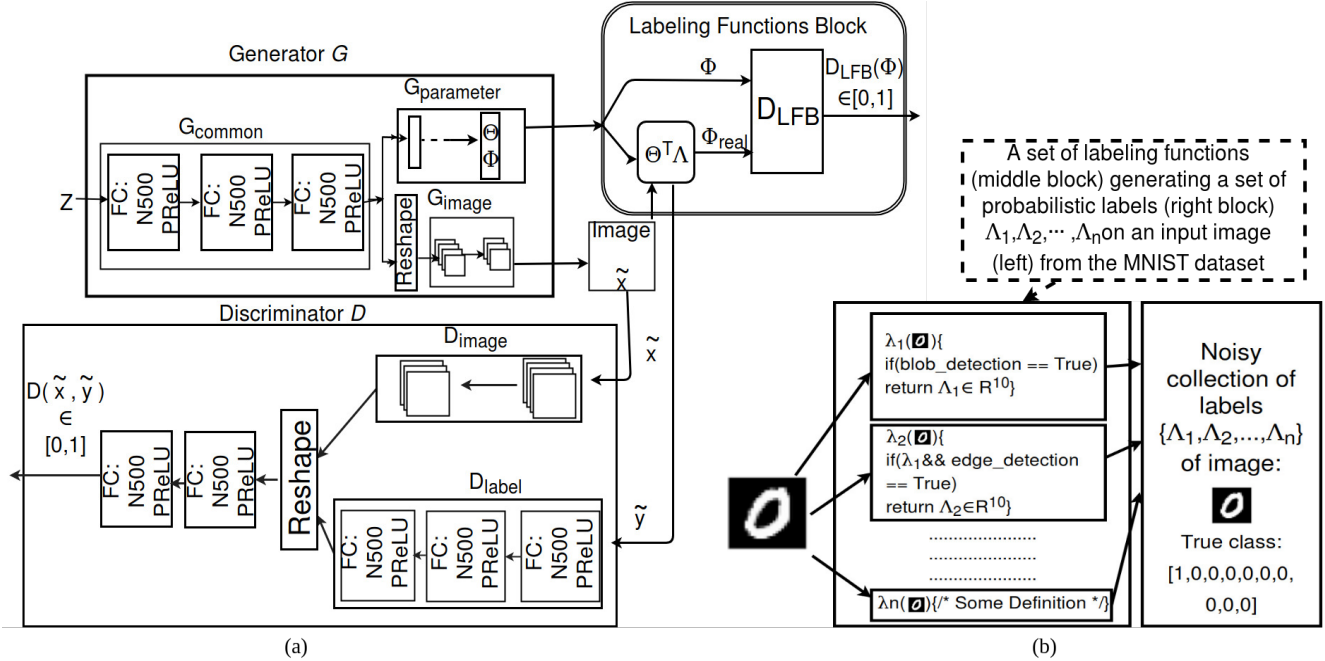 Labeling Functions Block
Generator G
G_parameter
G_common
Z
FC:
N500
PReLU
FC:
N500
PReLU
FC:
N500
PReLU
Θ
Φ
Reshape
G_image
Φ
Θ^T Λ
Φ_real
D_LFB
D_LFB(Φ)
∈[0,1]
Image
x̃
x̃
ỹ
Discriminator D
D_image
D( x̃ , ỹ )
∈
[0,1]
FC:
N500
PReLU
FC:
N500
PReLU
Reshape
D_label
FC:
N500
PReLU
FC:
N500
PReLU
FC:
N500
PReLU
(a)
A set of labeling functions
(middle block) generating a set of
probabilistic labels (right block)
Λ1,Λ2,··· ,Λnon an input image
(left) from the MNIST dataset
λ1(0){
if(blob_detection == True)
return Λ1∈ R^10}
λ2(0){
if(λ1&& edge_detection
== True)
return Λ2∈R^10}
........................
........................
........................
λn(0){/* Some Definition */}
0
Noisy
collection of
labels
{Λ1,Λ2,...,Λn}
of image:
0
True class:
[1,0,0,0,0,0,0,
0,0,0]
(b)